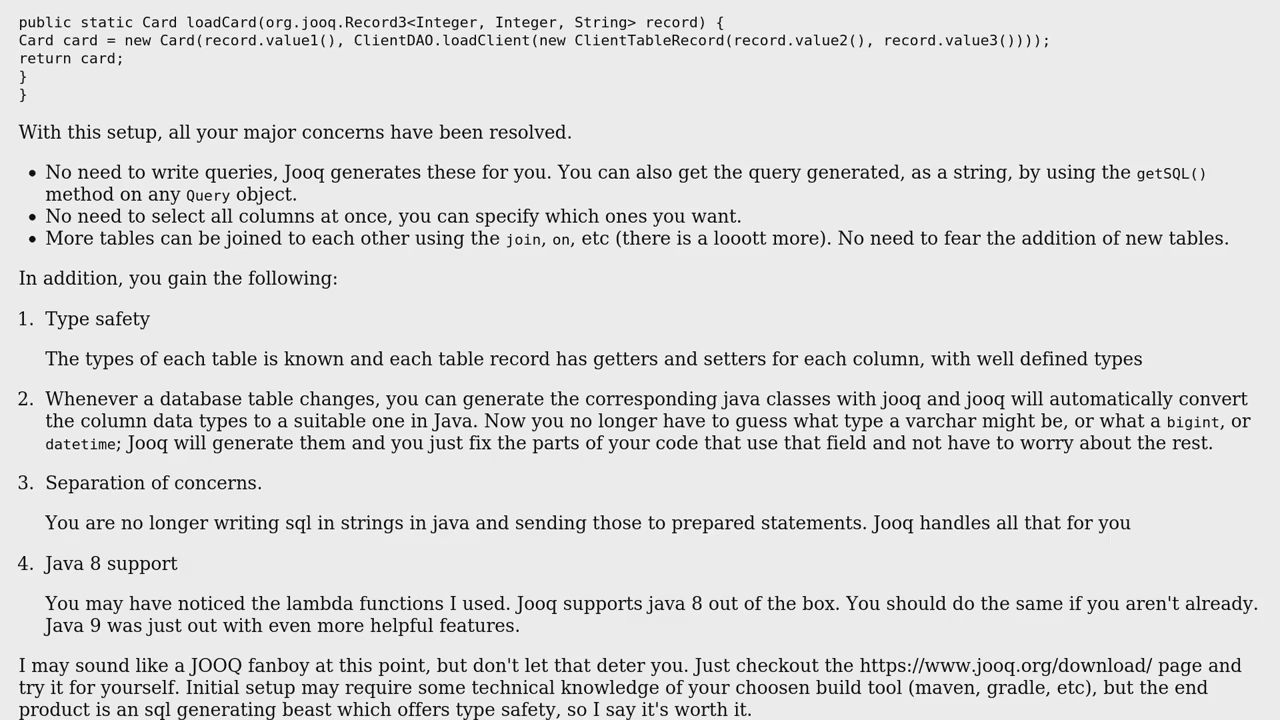 public static Card loadCard(org.jooq.Record3<Integer, Integer, String> record) {
Card card = new Card(record.value1(), ClientDAO.loadClient(new ClientTableRecord(record.value2(), record.value3())));
return card;
}
}
With this setup, all your major concerns have been resolved.
• No need to write queries, Jooq generates these for you. You can also get the query generated, as a string, by using the getSQL()
method on any Query object.
• No need to select all columns at once, you can specify which ones you want.
• More tables can be joined to each other using the join, on, etc (there is a looott more). No need to fear the addition of new tables.
In addition, you gain the following:
1. Type safety
The types of each table is known and each table record has getters and setters for each column, with well defined types
2. Whenever a database table changes, you can generate the corresponding java classes with jooq and jooq will automatically convert
the column data types to a suitable one in Java. Now you no longer have to guess what type a varchar might be, or what a bigint, or
datetime; Jooq will generate them and you just fix the parts of your code that use that field and not have to worry about the rest.
3. Separation of concerns.
You are no longer writing sql in strings in java and sending those to prepared statements. Jooq handles all that for you
4. Java 8 support
You may have noticed the lambda functions I used. Jooq supports java 8 out of the box. You should do the same if you aren't already.
Java 9 was just out with even more helpful features.
I may sound like a JOOQ fanboy at this point, but don't let that deter you. Just checkout the https://www.jooq.org/download/ page and
try it for yourself. Initial setup may require some technical knowledge of your choosen build tool (maven, gradle, etc), but the end
product is an sql generating beast which offers type safety, so I say it's worth it.